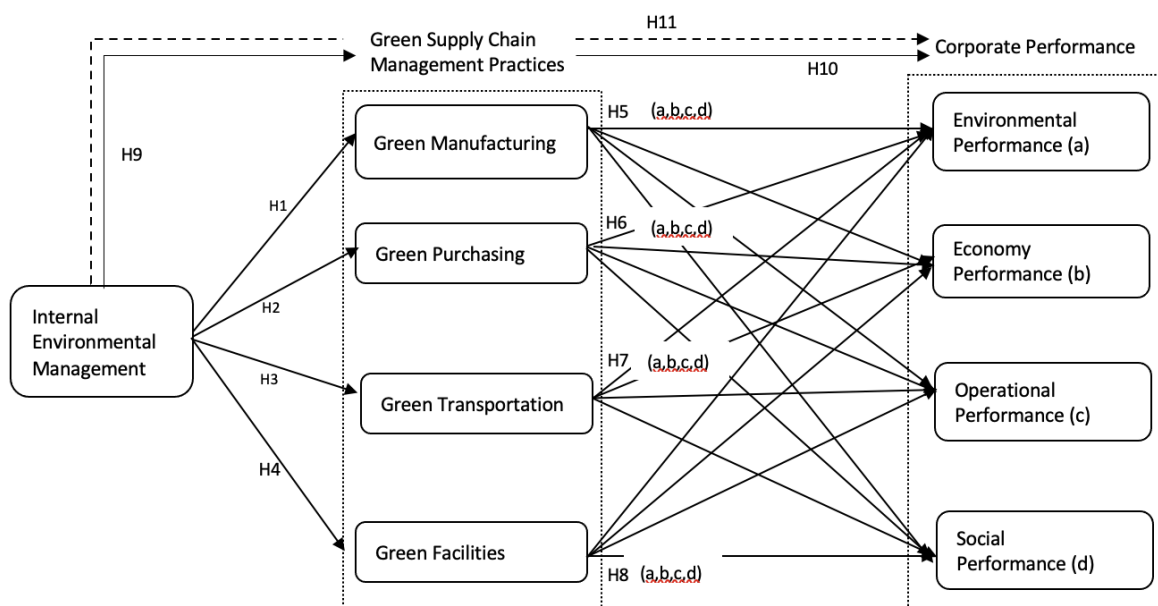 H11
Green Supply Chain
Management Practices
Corporate Performance
H10
H5 (a,b,c,d)
Environmental
Performance (a)
Green Manufacturing
H9
H1
H6 (a,b,c,d)
Green Purchasing
Economy
Performance (b)
H2
Internal
Environmental
Management
H7 (a,b,c,d)
H3
Green Transportation
Operational
Performance (c)
H4
Green Facilities
Social
Performance (d)
H8 (a,b,c,d)